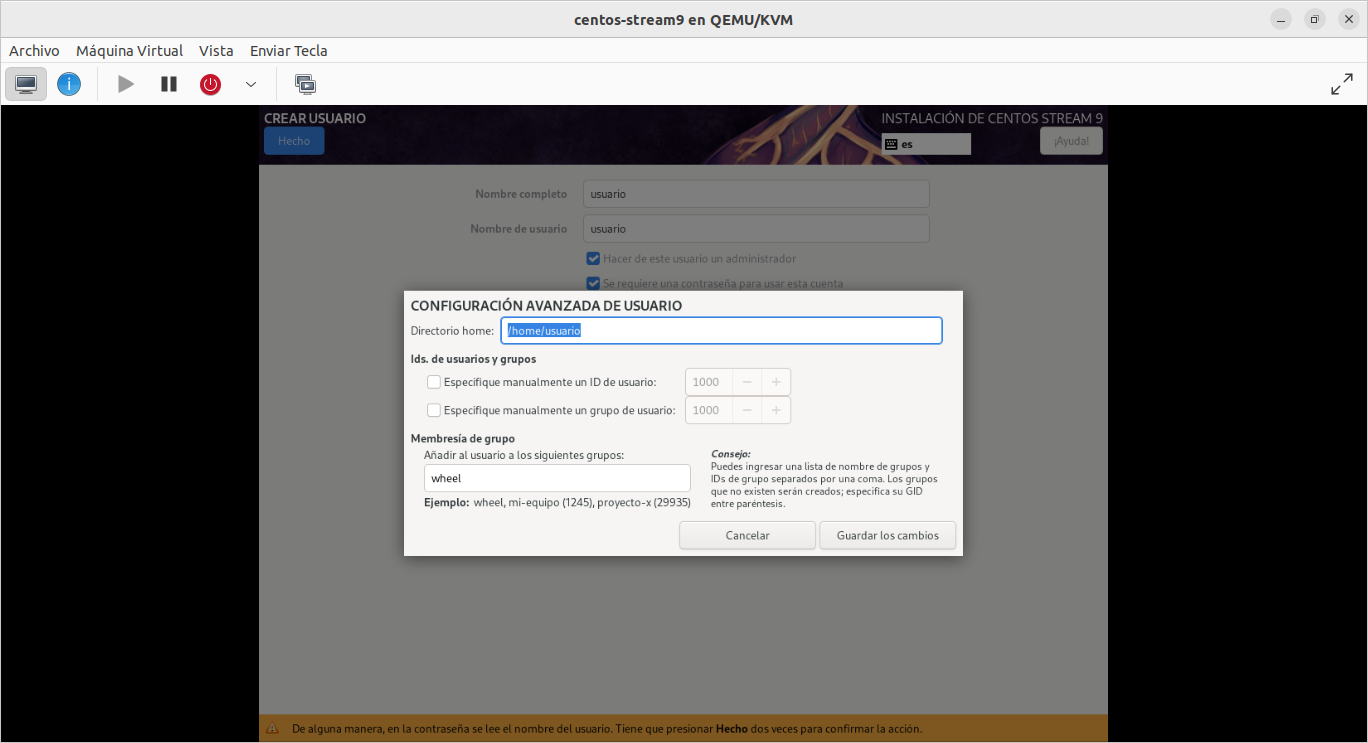 centos-stream9 en QEMU/KVM
Archivo Máquina Virtual Vista Enviar Tecla
CREAR USUARIO
INSTALACIÓN DE CENTOS STREAM 9
Hecho
es
¡Ayuda!
Nombre completo usuario
Nombre de usuario usuario
Hacer de este usuario un administrador
Se requiere una contraseña para usar esta cuenta
CONFIGURACIÓN AVANZADA DE USUARIO
Directorio home: /home/usuario
Ids. de usuarios y grupos
Especifique manualmente un ID de usuario: 1000 − +
Especifique manualmente un grupo de usuario: 1000 − +
Membresía de grupo
Añadir al usuario a los siguientes grupos:
wheel
Ejemplo: wheel, mi-equipo (1245), proyecto-x (29935)
Consejo:
Puedes ingresar una lista de nombre de grupos y
IDs de grupo separados por una coma. Los grupos
que no existen serán creados; especifica su GID
entre paréntesis.
Cancelar Guardar los cambios
De alguna manera, en la contraseña se lee el nombre del usuario. Tiene que presionar Hecho dos veces para confirmar la acción.